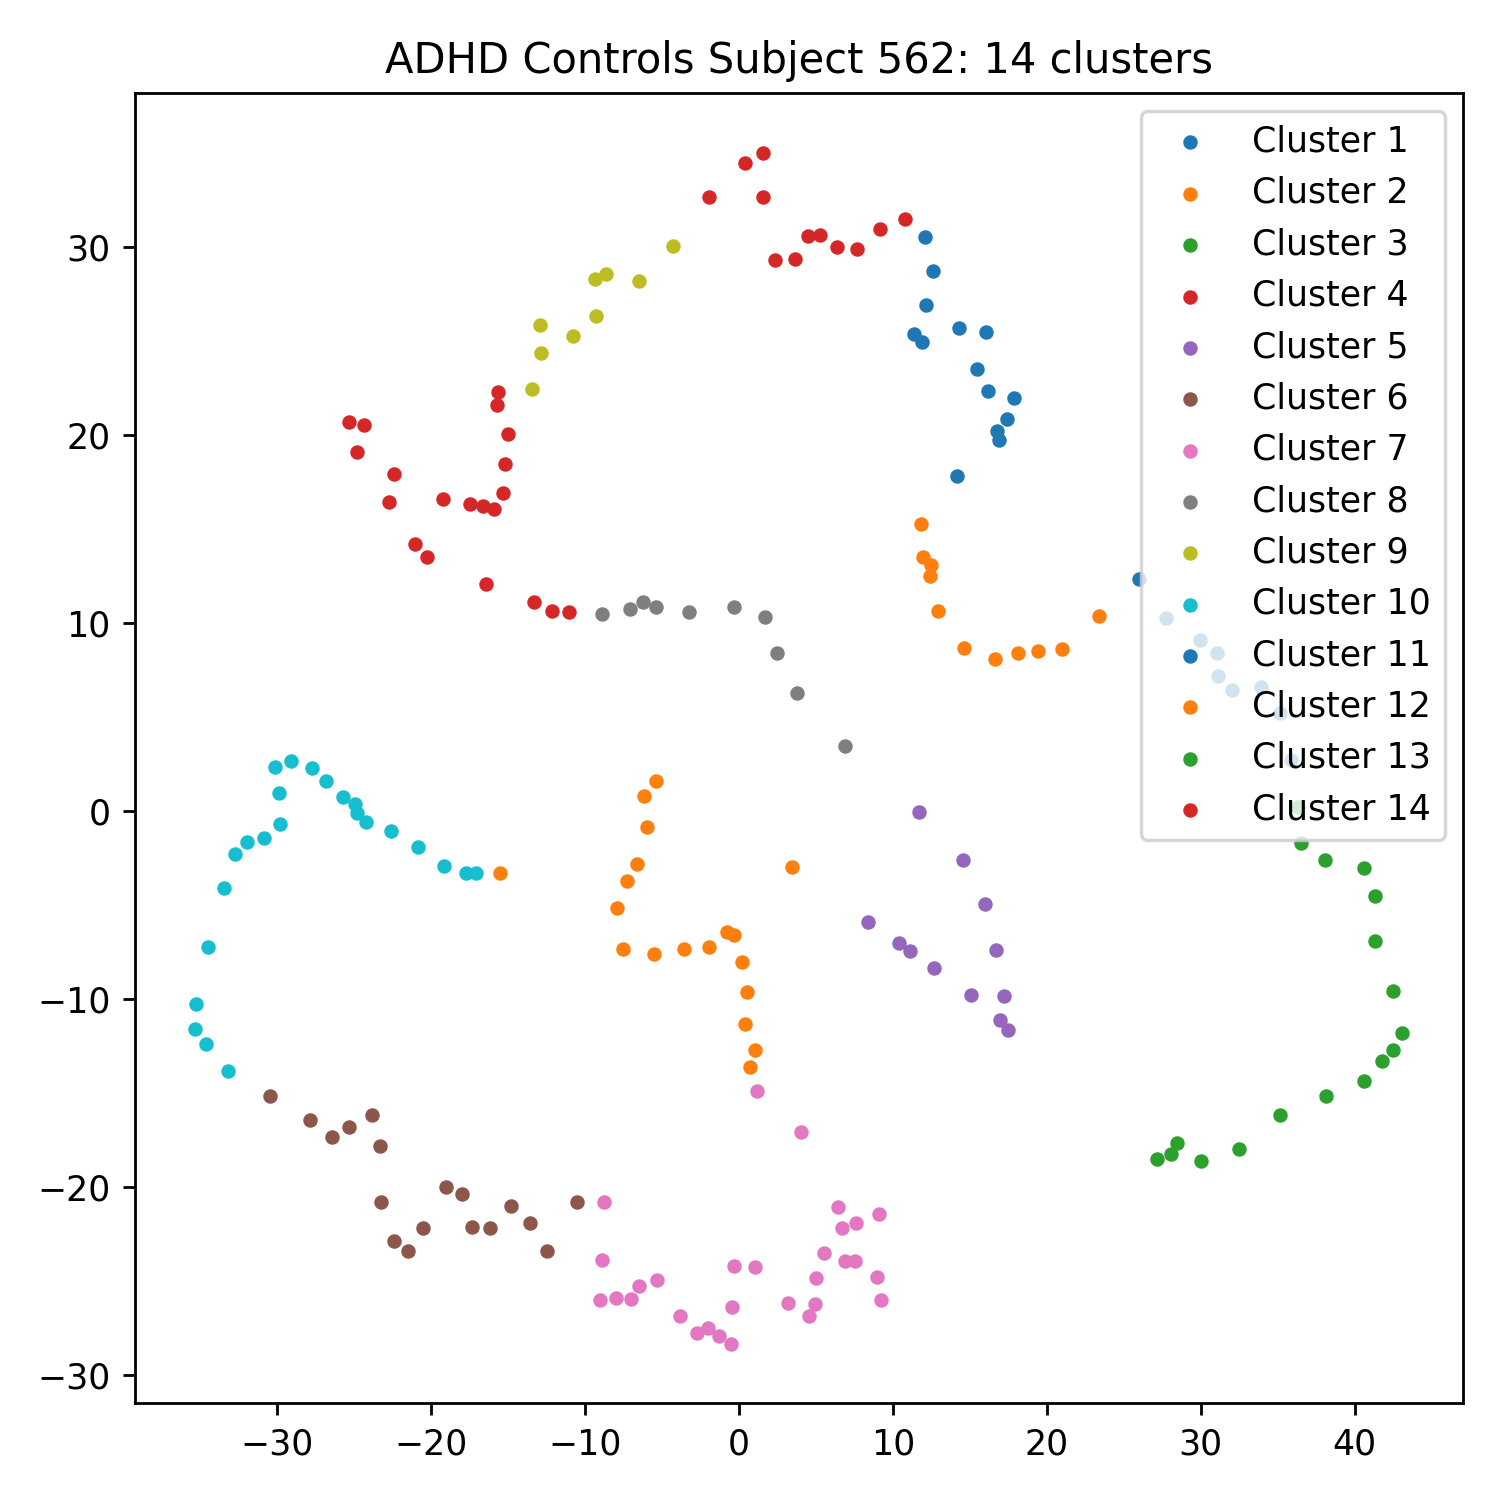 ADHD Controls Subject 562: 14 clusters
Cluster 1
Cluster 2
Cluster 3
Cluster 4
Cluster 5
Cluster 6
Cluster 7
Cluster 8
Cluster 9
Cluster 10
Cluster 11
Cluster 12
Cluster 13
Cluster 14
30
20
10
0
−10
−20
−30
−30 −20 −10 0 10 20 30 40